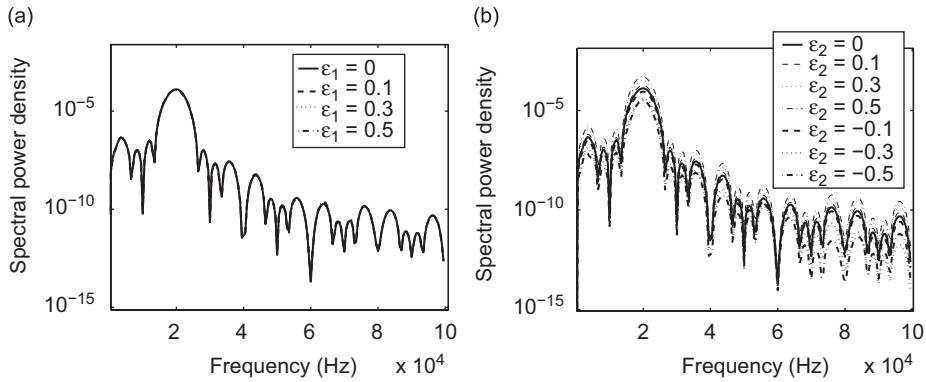 (a)
Spectral power density
10⁻⁵
10⁻¹⁰
10⁻¹⁵
ε₁ = 0
ε₁ = 0.1
ε₁ = 0.3
ε₁ = 0.5
2 4 6 8 10
Frequency (Hz) x 10⁴
(b)
Spectral power density
10⁻⁵
10⁻¹⁰
10⁻¹⁵
ε₂ = 0
ε₂ = 0.1
ε₂ = 0.3
ε₂ = 0.5
ε₂ = −0.1
ε₂ = −0.3
ε₂ = −0.5
2 4 6 8 10
Frequency (Hz) x 10⁴